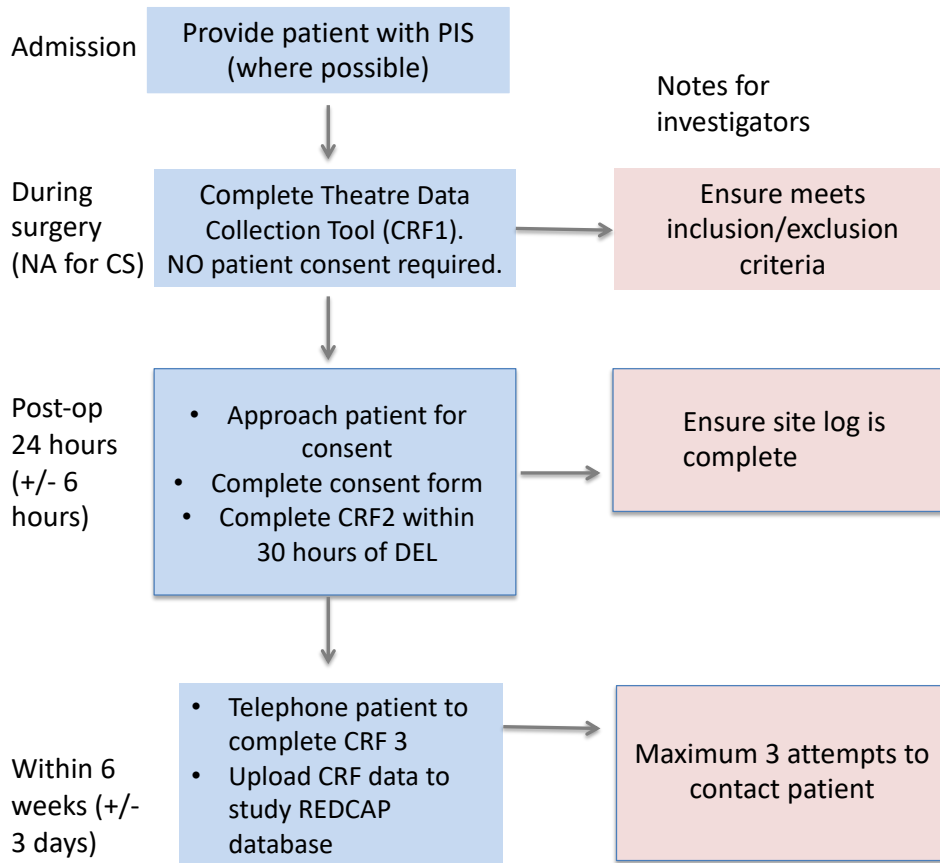 Admission
Provide patient with PIS
(where possible)
Notes for
investigators
During
surgery
(NA for CS)
Complete Theatre Data
Collection Tool (CRF1).
NO patient consent required.
Ensure meets
inclusion/exclusion
criteria
Post-op
24 hours
(+/- 6
hours)
• Approach patient for
consent
• Complete consent form
• Complete CRF2 within
30 hours of DEL
Ensure site log is
complete
Within 6
weeks (+/-
3 days)
• Telephone patient to
complete CRF 3
• Upload CRF data to
study REDCAP
database
Maximum 3 attempts to
contact patient